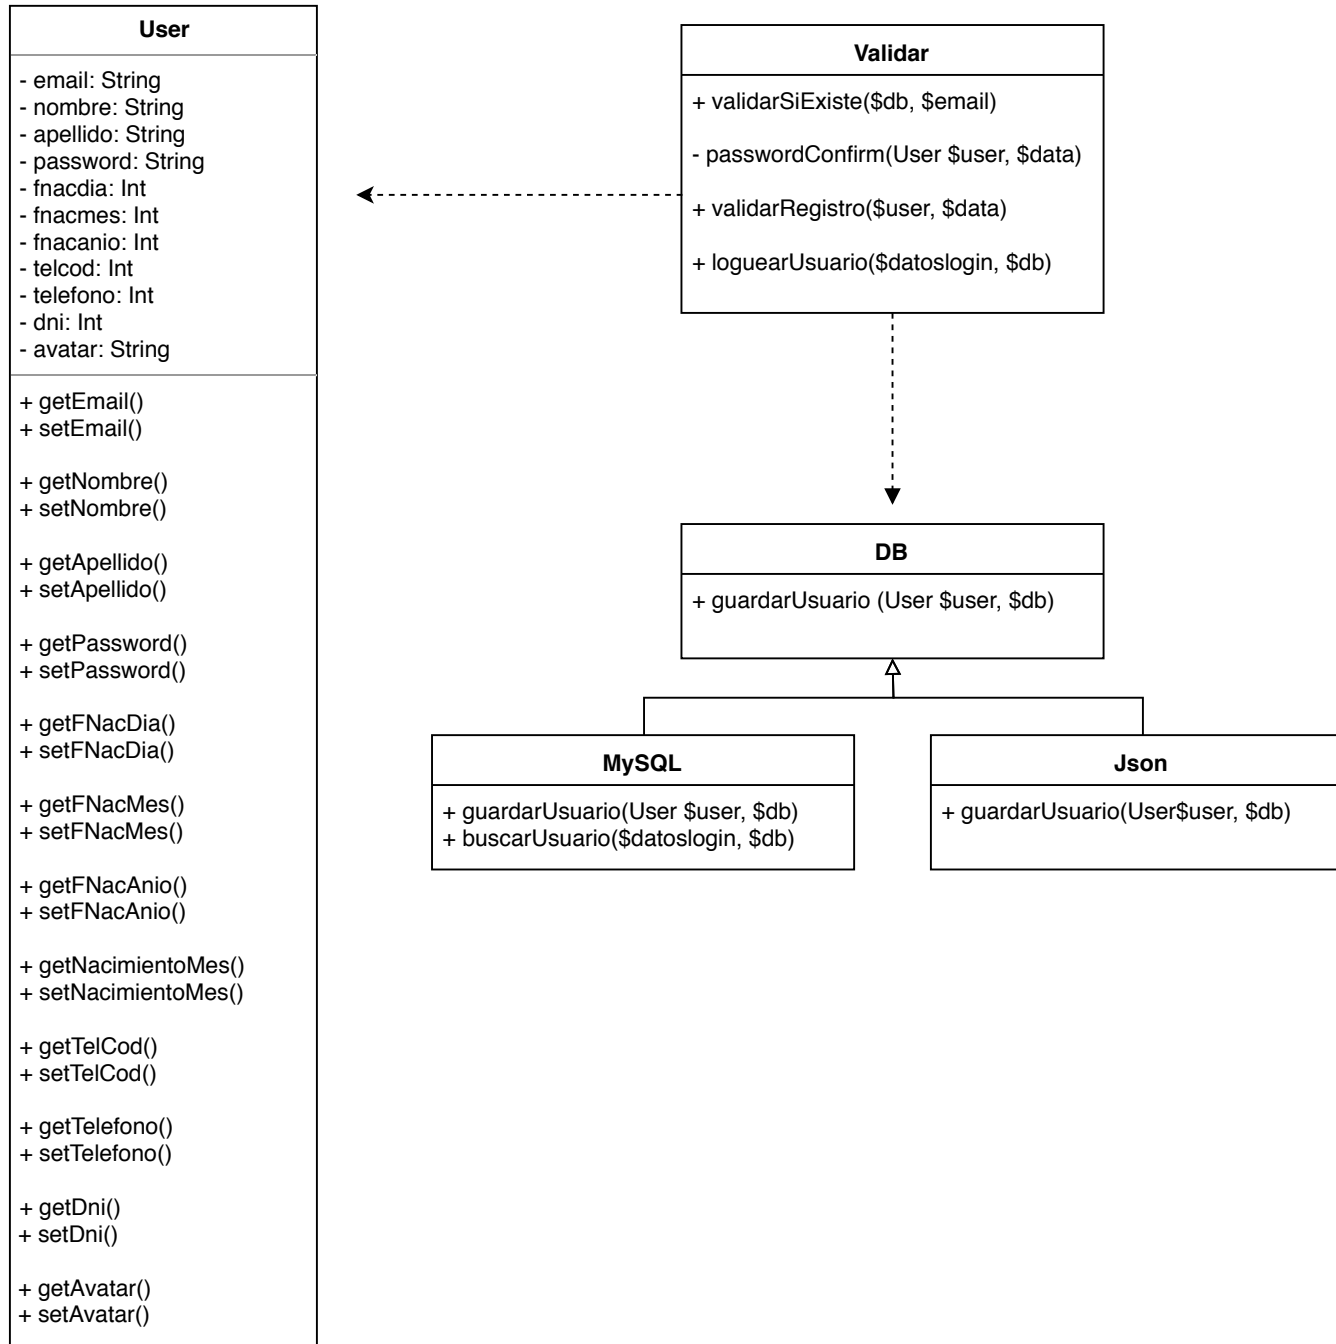 User
- email: String
- nombre: String
- apellido: String
- password: String
- fnacdia: Int
- fnacmes: Int
- fnacanio: Int
- telcod: Int
- telefono: Int
- dni: Int
- avatar: String
+ getEmail()
+ setEmail()
+ getNombre()
+ setNombre()
+ getApellido()
+ setApellido()
+ getPassword()
+ setPassword()
+ getFNacDia()
+ setFNacDia()
+ getFNacMes()
+ setFNacMes()
+ getFNacAnio()
+ setFNacAnio()
+ getNacimientoMes()
+ setNacimientoMes()
+ getTelCod()
+ setTelCod()
+ getTelefono()
+ setTelefono()
+ getDni()
+ setDni()
+ getAvatar()
+ setAvatar()
Validar
+ validarSiExiste($db, $email)
- passwordConfirm(User $user, $data)
+ validarRegistro($user, $data)
+ loguearUsuario($datoslogin, $db)
DB
+ guardarUsuario (User $user, $db)
MySQL
+ guardarUsuario(User $user, $db)
+ buscarUsuario($datoslogin, $db)
Json
+ guardarUsuario(User$user, $db)